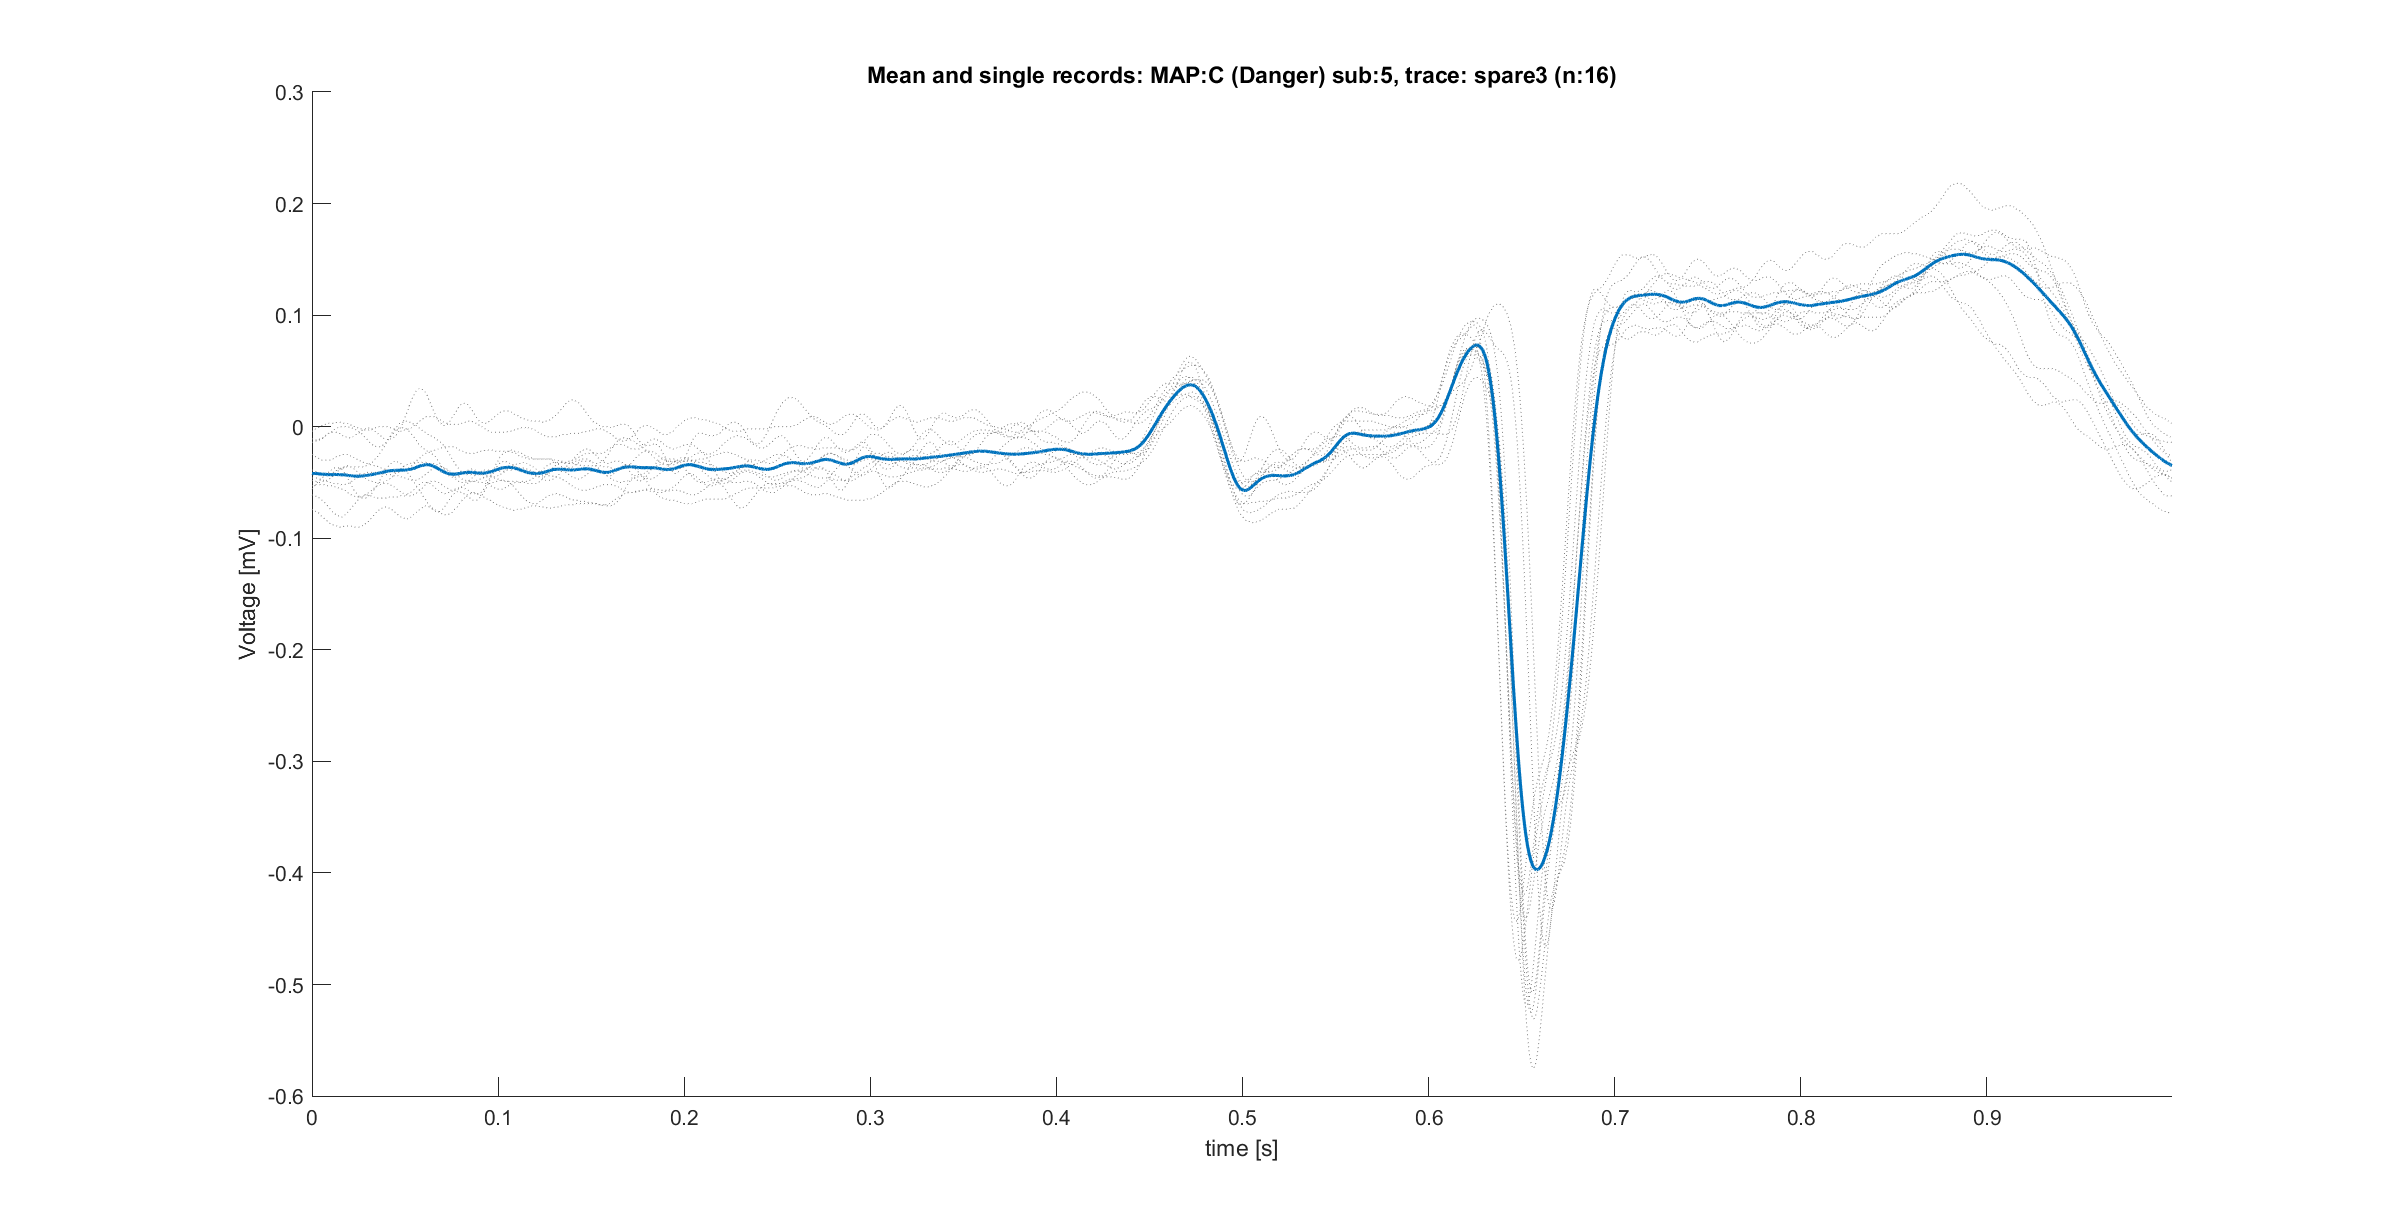 Mean and single records: MAP:C (Danger) sub:5, trace: spare3 (n:16)
0.3
0.2
0.1
0
-0.1
-0.2
-0.3
-0.4
-0.5
-0.6
Voltage [mV]
0 0.1 0.2 0.3 0.4 0.5 0.6 0.7 0.8 0.9
time [s]